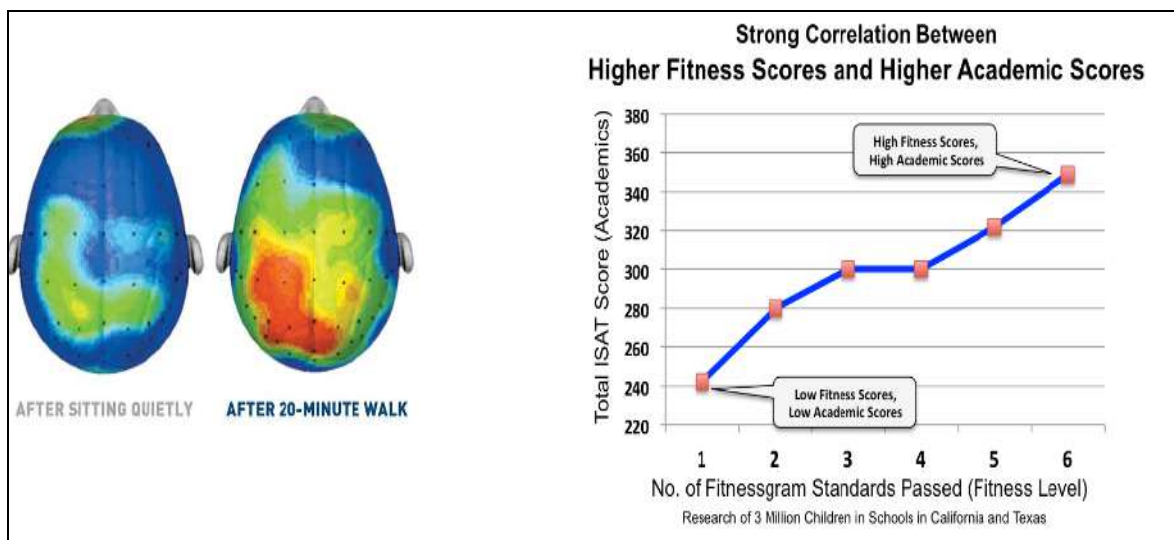 AFTER SITTING QUIETLY
AFTER 20-MINUTE WALK
Strong Correlation Between
Higher Fitness Scores and Higher Academic Scores
Total ISAT Score (Academics)
380
360
340
320
300
280
260
240
220
High Fitness Scores,
High Academic Scores
Low Fitness Scores,
Low Academic Scores
1 2 3 4 5 6
No. of Fitnessgram Standards Passed (Fitness Level)
Research of 3 Million Children in Schools in California and Texas